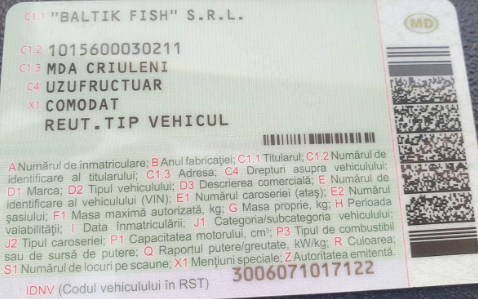 C1.1 "BALTIK FISH" S.R.L.
MD
C1.2 1015600030211
C1.3 MDA CRIULENI
C4 UZUFRUCTUAR
X1 COMODAT
REUT.TIP VEHICUL
A Numărul de înmatriculare; B Anul fabricației; C1.1 Titularul; C1.2 Numărul de
identificare al titularului; C1.3 Adresa; C4 Drepturi asupra vehiculului;
D1 Marca; D2 Tipul vehiculului; D3 Descrierea comercială; E Numărul de
identificare al vehiculului (VIN); E1 Numărul caroseriei (ataș); E2 Numărul
șasiului; F1 Masa maximă autorizată, kg; G Masa proprie, kg; H Perioada
valabilității; I Data înmatriculării; J1 Categoria/subcategoria vehiculului;
J2 Tipul caroseriei; P1 Capacitatea motorului, cm³; P3 Tipul de combustibil
sau de sursă de putere; Q Raportul putere/greutate, kW/kg; R Culoarea;
S1 Numărul de locuri pe scaune; X1 Mențiuni speciale; Z Autoritatea emitentă
IDNV (Codul vehiculului în RST) 3006071017122